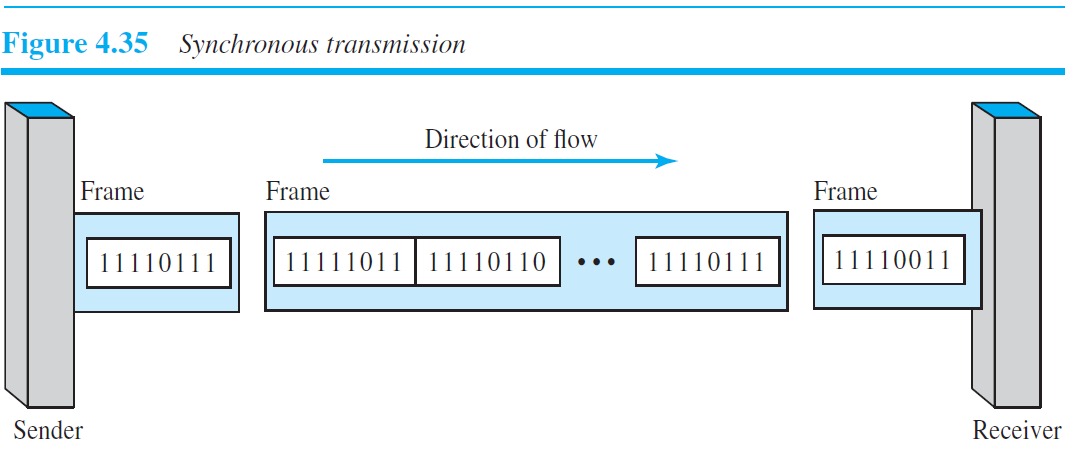 Figure 4.35 Synchronous transmission
Direction of flow
Frame Frame Frame
11110111 11111011 11110110 ••• 11110111 11110011
Sender Receiver